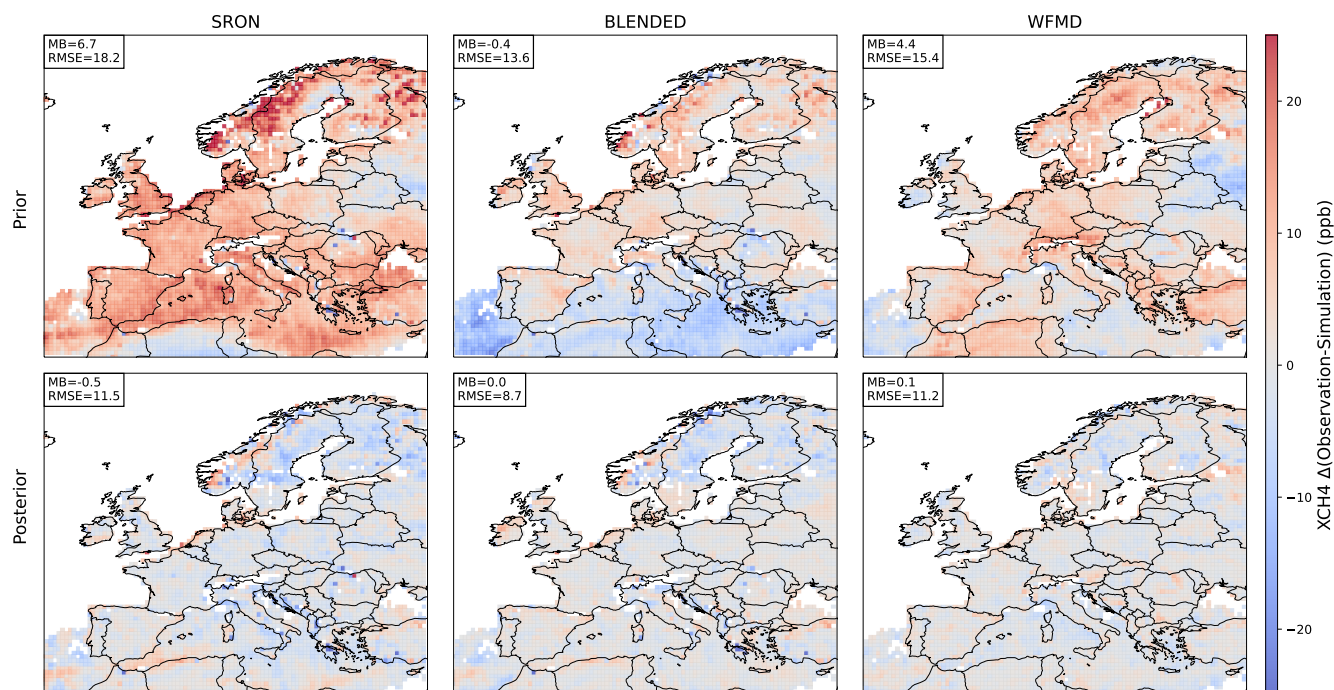 SRON
BLENDED
WFMD
Prior
MB=6.7
RMSE=18.2
MB=-0.4
RMSE=13.6
MB=4.4
RMSE=15.4
Posterior
MB=-0.5
RMSE=11.5
MB=0.0
RMSE=8.7
MB=0.1
RMSE=11.2
20
10
0
−10
−20
XCH4 Δ(Observation-Simulation) (ppb)